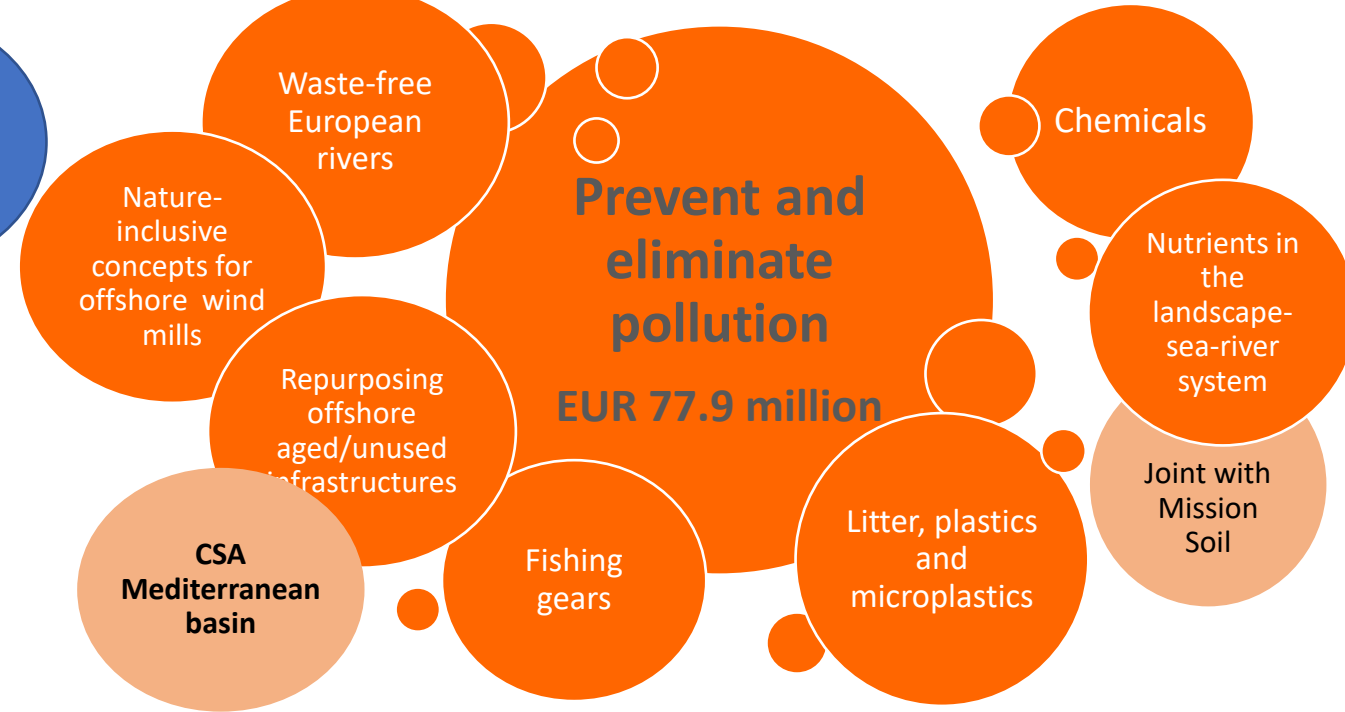 Waste-free
European
rivers
Nature-
inclusive
concepts for
offshore wind
mills
Repurposing
offshore
aged/unused
infrastructures
CSA
Mediterranean
basin
Prevent and
eliminate
pollution
EUR 77.9 million
Fishing
gears
Litter, plastics
and
microplastics
Chemicals
Nutrients in
the
landscape-
sea-river
system
Joint with
Mission
Soil